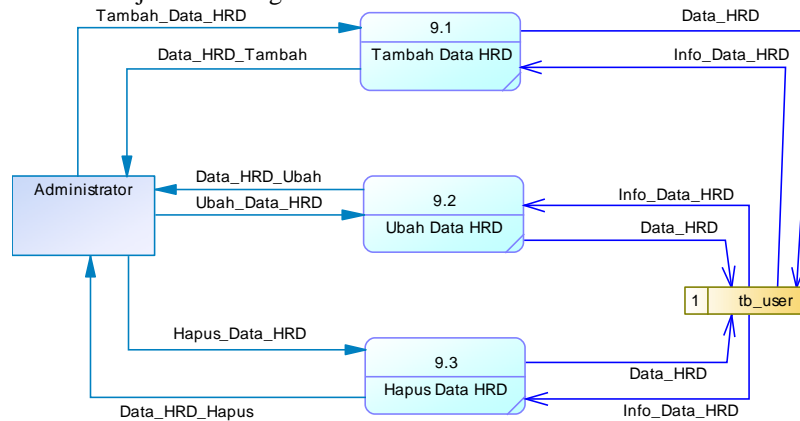 Tambah_Data_HRD
Data_HRD
9.1
Tambah Data HRD
Data_HRD_Tambah
Info_Data_HRD
Administrator
Data_HRD_Ubah
Ubah_Data_HRD
9.2
Ubah Data HRD
Info_Data_HRD
Data_HRD
1 tb_user
Hapus_Data_HRD
9.3
Hapus Data HRD
Data_HRD
Data_HRD_Hapus
Info_Data_HRD